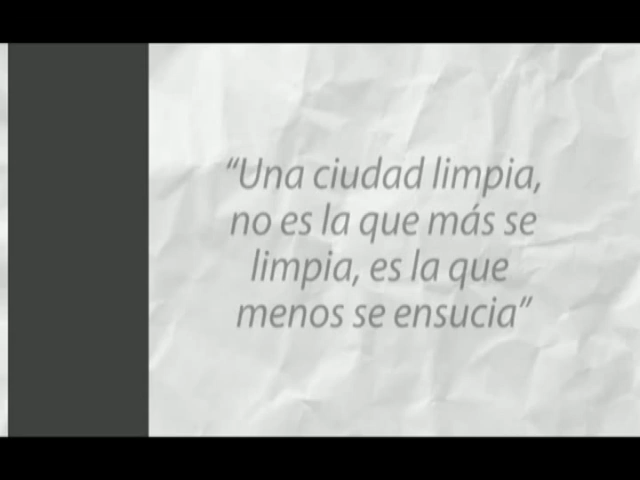 “Una ciudad limpia,
no es la que más se
limpia, es la que
menos se ensucia”